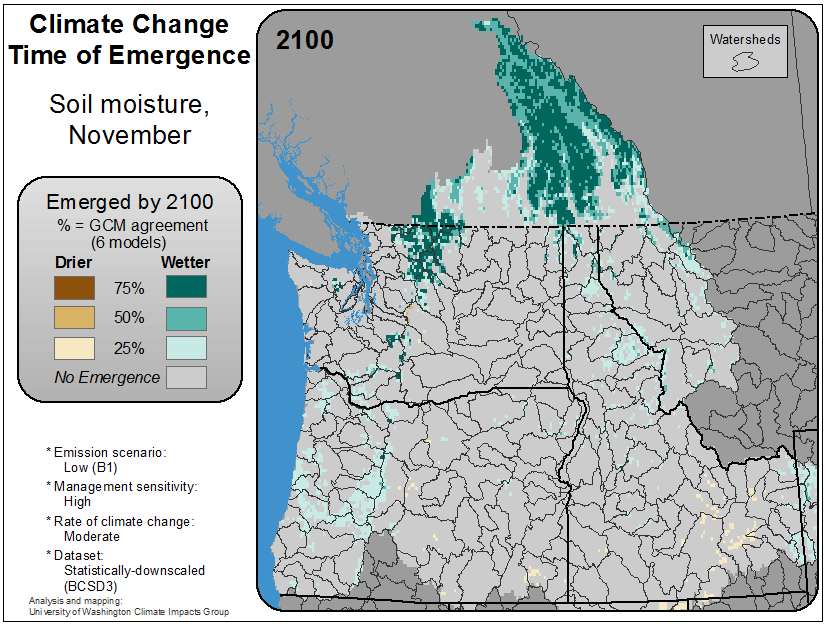 Climate Change
Time of Emergence
Soil moisture,
November
Emerged by 2100
% = GCM agreement
(6 models)
Drier Wetter
75%
50%
25%
No Emergence
* Emission scenario:
Low (B1)
* Management sensitivity:
High
* Rate of climate change:
Moderate
* Dataset:
Statistically-downscaled
(BCSD3)
Analysis and mapping:
University of Washington Climate Impacts Group
2100
Watersheds